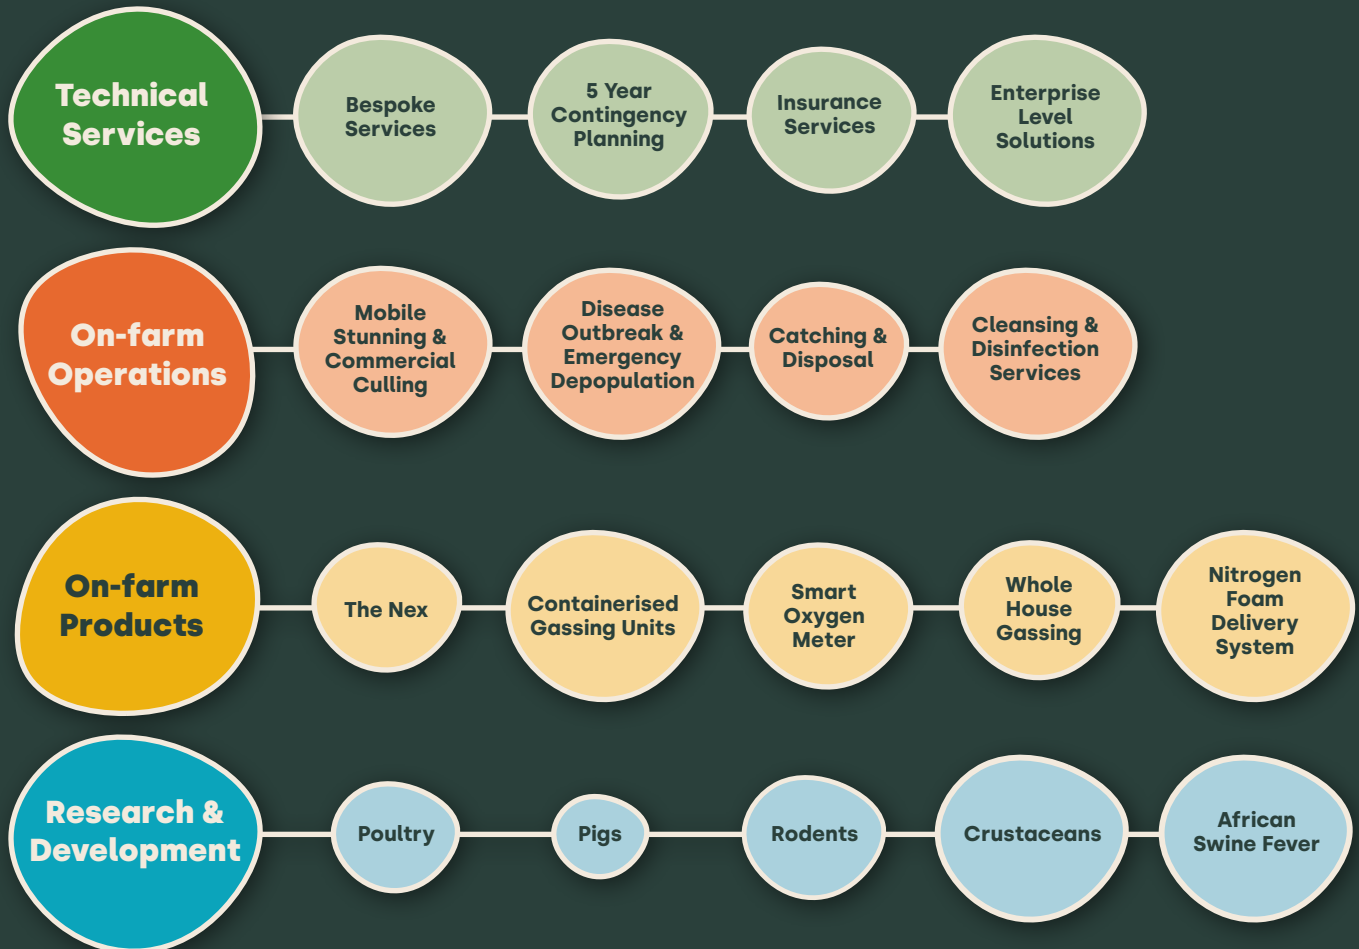 Technical
Services
Bespoke
Services
5 Year
Contingency
Planning
Insurance
Services
Enterprise
Level
Solutions
On-farm
Operations
Mobile
Stunning &
Commercial
Culling
Disease
Outbreak &
Emergency
Depopulation
Catching &
Disposal
Cleansing &
Disinfection
Services
On-farm
Products
The Nex
Containerised
Gassing Units
Smart
Oxygen
Meter
Whole
House
Gassing
Nitrogen
Foam
Delivery
System
Research &
Development
Poultry
Pigs
Rodents
Crustaceans
African
Swine Fever